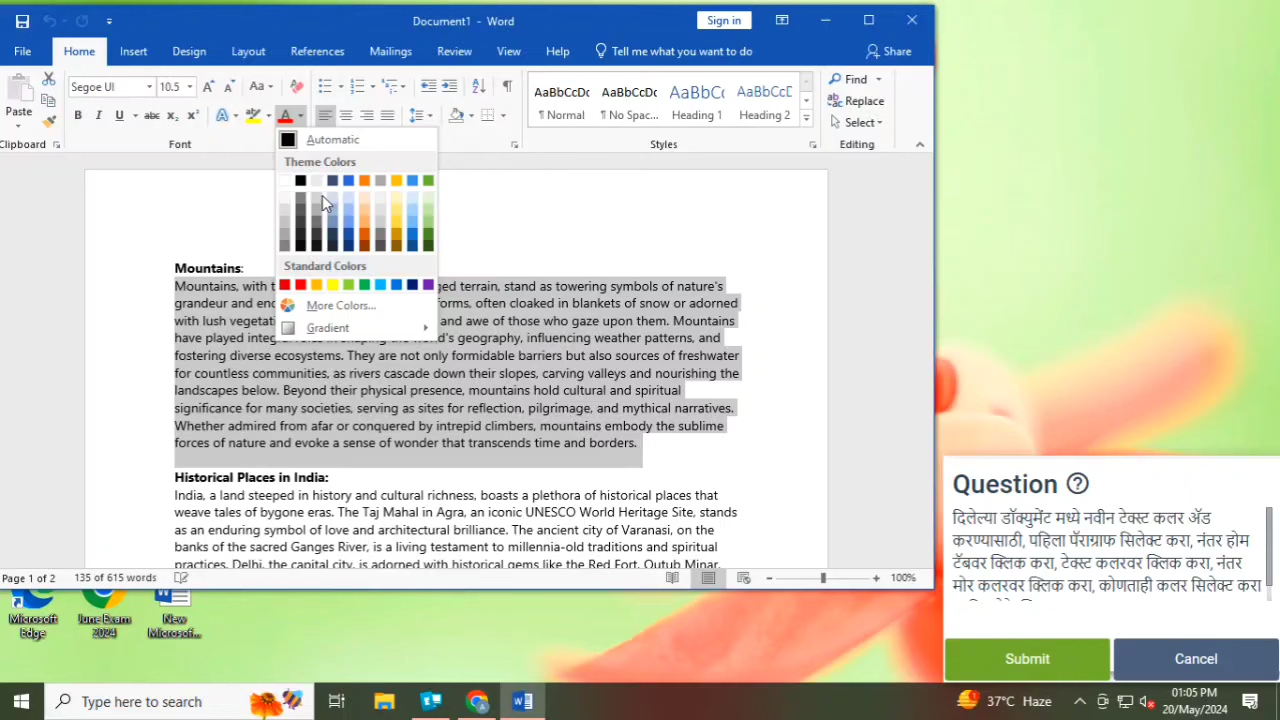 Document1 - Word
Sign in
File Home Insert Design Layout References Mailings Review View Help Tell me what you want to do Share
Paste
Segoe UI 10.5
Aa
AaBbCcDc AaBbCcDc AaBbCc AaBbCcD
¶ Normal ¶ No Spac... Heading 1 Heading 2
Find
Replace
Select
Clipboard Font Styles Editing
Automatic
Theme Colors
Standard Colors
More Colors...
Gradient
Mountains:
Mountains, with t ged terrain, stand as towering symbols of nature's
grandeur and en forms, often cloaked in blankets of snow or adorned
with lush vegetati and awe of those who gaze upon them. Mountains
have played integ geography, influencing weather patterns, and
fostering diverse ecosystems. They are not only formidable barriers but also sources of freshwater
for countless communities, as rivers cascade down their slopes, carving valleys and nourishing the
landscapes below. Beyond their physical presence, mountains hold cultural and spiritual
significance for many societies, serving as sites for reflection, pilgrimage, and mythical narratives.
Whether admired from afar or conquered by intrepid climbers, mountains embody the sublime
forces of nature and evoke a sense of wonder that transcends time and borders.
Historical Places in India:
India, a land steeped in history and cultural richness, boasts a plethora of historical places that
weave tales of bygone eras. The Taj Mahal in Agra, an iconic UNESCO World Heritage Site, stands
as an enduring symbol of love and architectural brilliance. The ancient city of Varanasi, on the
banks of the sacred Ganges River, is a living testament to millennia-old traditions and spiritual
practices. Delhi, the capital city, is adorned with historical gems like the Red Fort, Qutub Minar,
Page 1 of 2 135 of 615 words 100%
Question
दिलेल्या डॉक्युमेंट मध्ये नवीन टेक्स्ट कलर ॲड
करण्यासाठी, पहिला पॅराग्राफ सिलेक्ट करा, नंतर होम
टॅबवर क्लिक करा, टेक्स्ट कलरवर क्लिक करा, नंतर
मोर कलरवर क्लिक करा, कोणताही कलर सिलेक्ट करा
Submit Cancel
Microsoft Edge
June Exam 2024
New Microsof...
Type here to search
37°C Haze
01:05 PM
20/May/2024